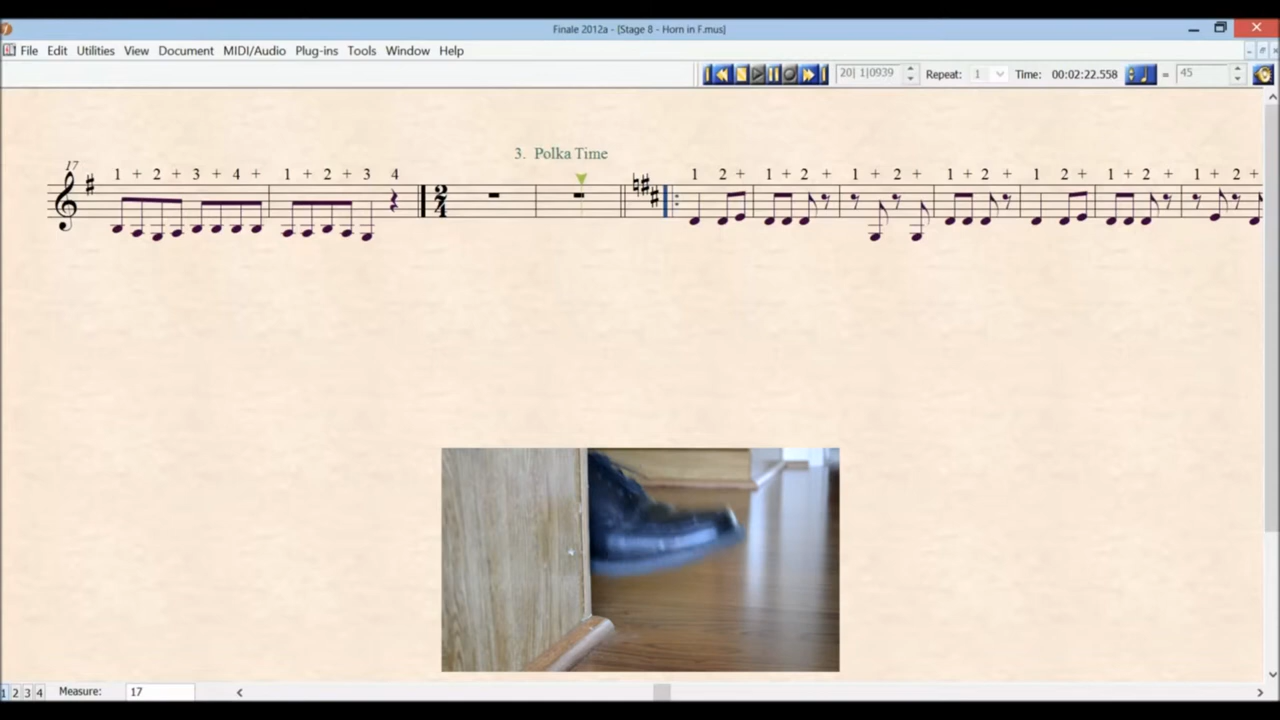 Finale 2012a - [Stage 8 - Horn in F.mus]
File Edit Utilities View Document MIDI/Audio Plug-ins Tools Window Help
20| 1|0939 Repeat: 1 Time: 00:02:22.558 = 45
3. Polka Time
17 1 + 2 + 3 + 4 + 1 + 2 + 3 4 1 2 + 1 + 2 + 1 + 2 + 1 + 2 + 1 2 + 1 + 2 + 1 + 2 +
2 4
1 2 3 4 Measure: 17